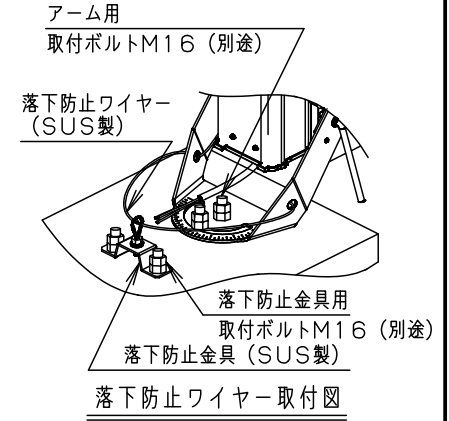 アーム用
取付ボルトM16（別途）
落下防止ワイヤー
（SUS製）
落下防止金具用
取付ボルトM16（別途）
落下防止金具（SUS製）
落下防止ワイヤー取付図